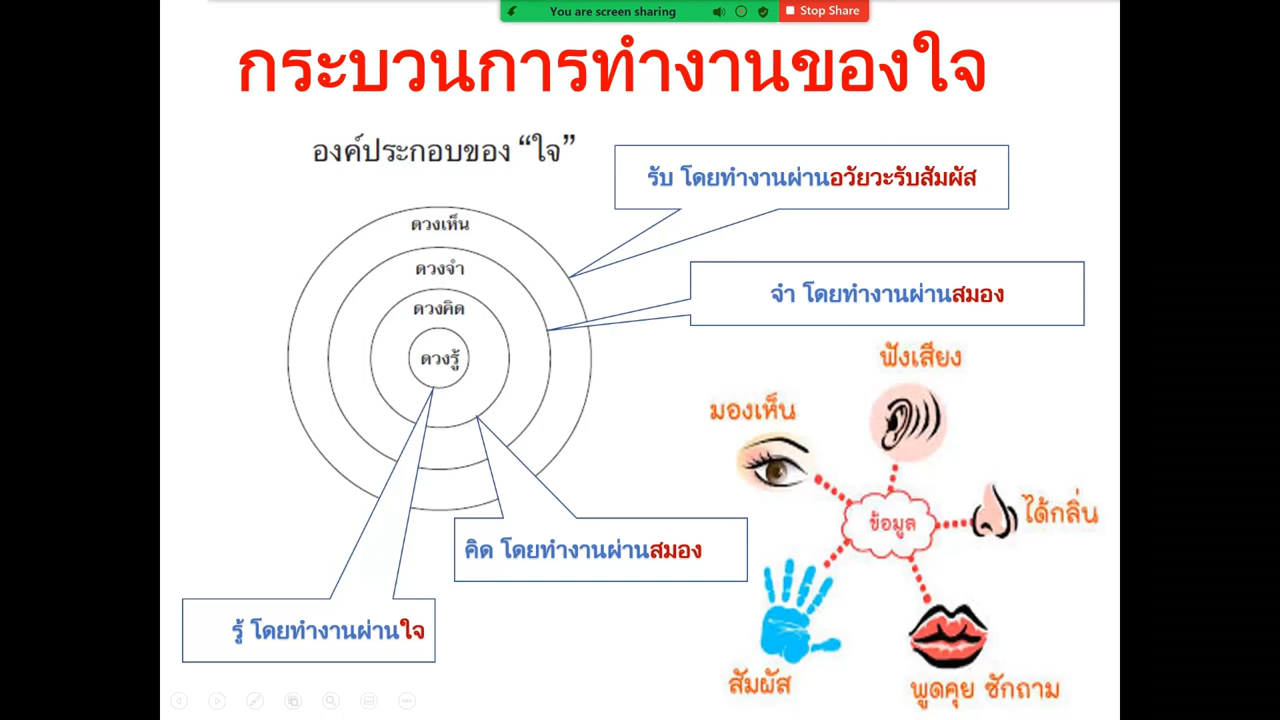 You are screen sharing
Stop Share
กระบวนการทำงานของใจ
องค์ประกอบของ “ใจ”
รับ โดยทำงานผ่านอวัยวะรับสัมผัส
ดวงเห็น
ดวงจำ
จำ โดยทำงานผ่านสมอง
ดวงคิด
ดวงรู้
ฟังเสียง
มองเห็น
ได้กลิ่น
ข้อมูล
คิด โดยทำงานผ่านสมอง
รู้ โดยทำงานผ่านใจ
สัมผัส
พูดคุย ซักถาม